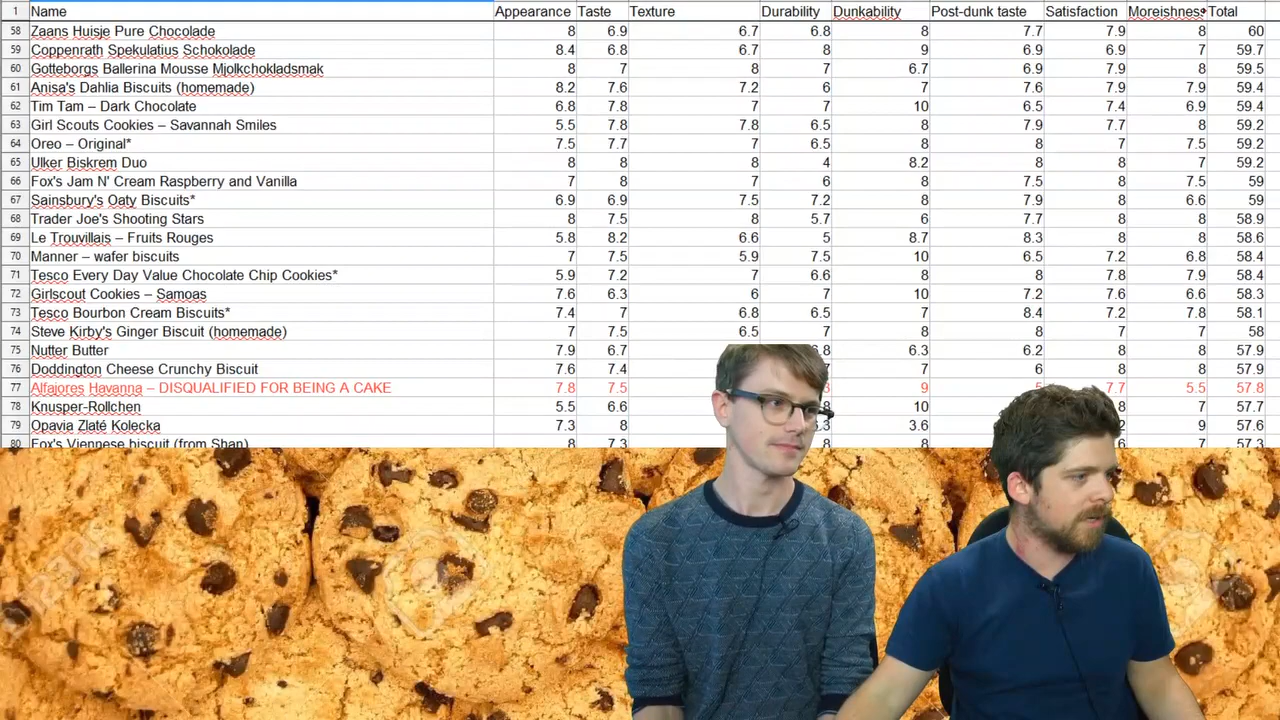 1 Name Appearance Taste Texture Durability Dunkability Post-dunk taste Satisfaction Moreishness Total
58 Zaans Huisje Pure Chocolade 8 6.9 6.7 6.8 8 7.7 7.9 8 60
59 Coppenrath Spekulatius Schokolade 8.4 6.8 6.7 8 9 6.9 6.9 7 59.7
60 Gotteborgs Ballerina Mousse Mjolkchokladsmak 8 7 8 7 6.7 6.9 7.9 8 59.5
61 Anisa's Dahlia Biscuits (homemade) 8.2 7.6 7.2 6 7 7.6 7.9 7.9 59.4
62 Tim Tam – Dark Chocolate 6.8 7.8 7 7 10 6.5 7.4 6.9 59.4
63 Girl Scouts Cookies – Savannah Smiles 5.5 7.8 7.8 6.5 8 7.9 7.7 8 59.2
64 Oreo – Original* 7.5 7.7 7 6.5 8 8 7 7.5 59.2
65 Ulker Biskrem Duo 8 8 8 4 8.2 8 8 7 59.2
66 Fox's Jam N' Cream Raspberry and Vanilla 7 8 7 6 8 7.5 8 7.5 59
67 Sainsbury's Oaty Biscuits* 6.9 6.9 7.5 7.2 8 7.9 8 6.6 59
68 Trader Joe's Shooting Stars 8 7.5 8 5.7 6 7.7 8 8 58.9
69 Le Trouvillais – Fruits Rouges 5.8 8.2 6.6 5 8.7 8.3 8 8 58.6
70 Manner – wafer biscuits 7 7.5 5.9 7.5 10 6.5 7.2 6.8 58.4
71 Tesco Every Day Value Chocolate Chip Cookies* 5.9 7.2 7 6.6 8 8 7.8 7.9 58.4
72 Girlscout Cookies – Samoas 7.6 6.3 6 7 10 7.2 7.6 6.6 58.3
73 Tesco Bourbon Cream Biscuits* 7.4 7 6.8 6.5 7 8.4 7.2 7.8 58.1
74 Steve Kirby's Ginger Biscuit (homemade) 7 7.5 6.5 7 8 8 7 7 58
75 Nutter Butter 7.9 6.7 6.3 6.2 8 8 57.9
76 Doddington Cheese Crunchy Biscuit 7.6 7.4 7 6 8 8 57.9
77 Alfajores Havanna – DISQUALIFIED FOR BEING A CAKE 7.8 7.5 9 7.7 5.5 57.8
78 Knusper-Rollchen 5.5 6.6 10 8 7 57.7
79 Opavia Zlaté Kolecka 7.3 8 3.6 9 57.6
80 Fox's Viennese biscuit (from Shan) 8 7.3 8 8 7 57.3